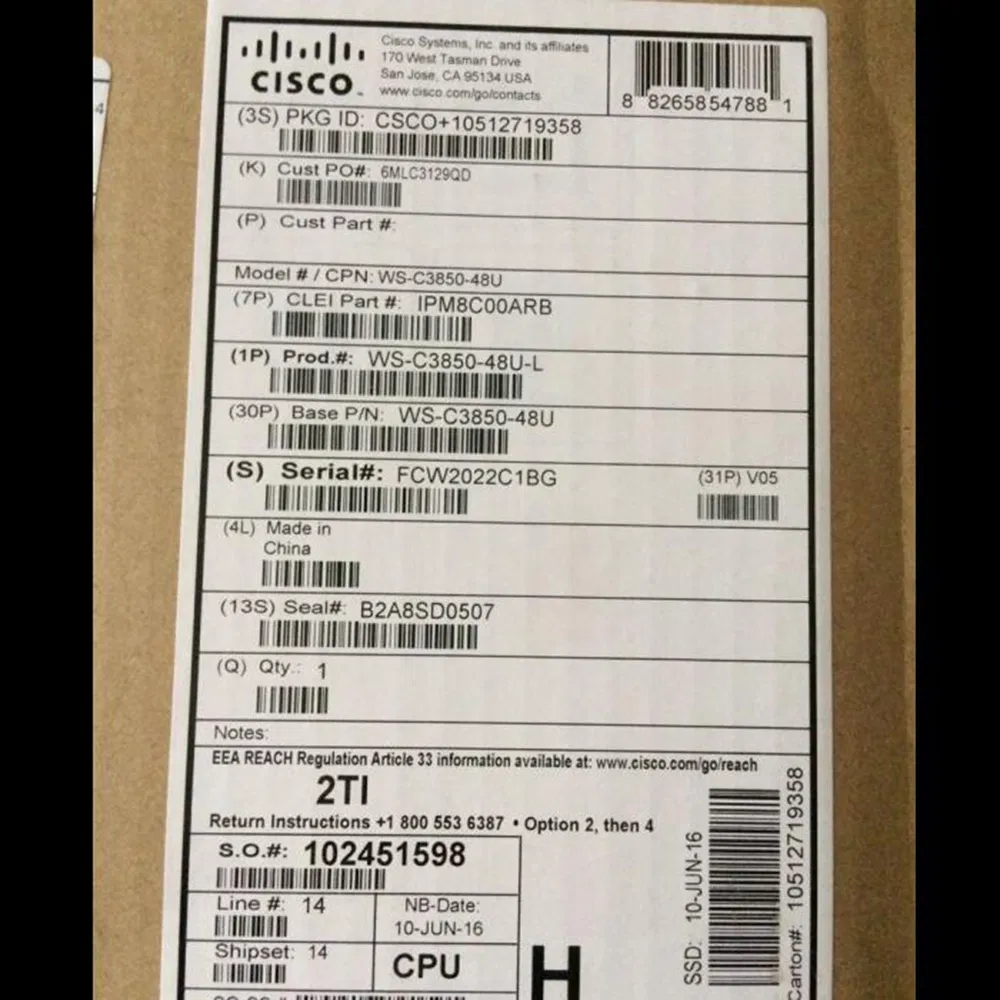 CISCO
Cisco Systems, Inc. and its affiliates
170 West Tasman Drive
San Jose, CA 95134 USA
www.cisco.com/go/contacts
8 82658 54788 1
(3S) PKG ID: CSCO+10512719358
(K) Cust PO#: 6MLC3129QD
(P) Cust Part #:
Model # / CPN: WS-C3850-48U
(7P) CLEI Part #: IPM8C00ARB
(1P) Prod.#: WS-C3850-48U-L
(30P) Base P/N: WS-C3850-48U
(S) Serial#: FCW2022C1BG
(31P) V05
(4L) Made in
China
(13S) Seal#: B2A8SD0507
(Q) Qty.: 1
Notes:
EEA REACH Regulation Article 33 information available at: www.cisco.com/go/reach
2TI
Return Instructions +1 800 553 6387 • Option 2, then 4
S.O.#: 102451598
Line #: 14
NB-Date:
10-JUN-16
Shipset: 14
CPU
H
SSD: 10-JUN-16
Carton#: 10512719358
4